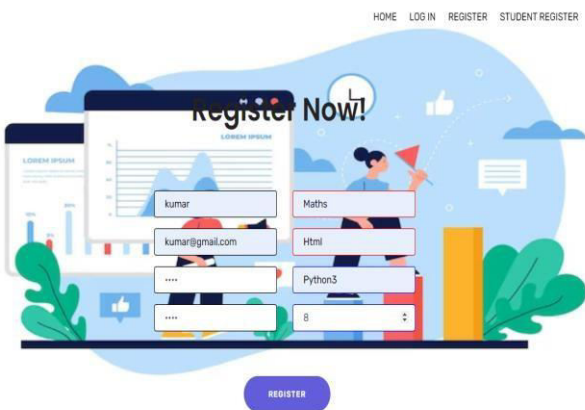 HOME LOG IN REGISTER STUDENT REGISTER
Register Now!
LOREM IPSUM
LOREM IPSUM
kumar Maths
kumar@gmail.com Html
•••• Python3
•••• 8
REGISTER